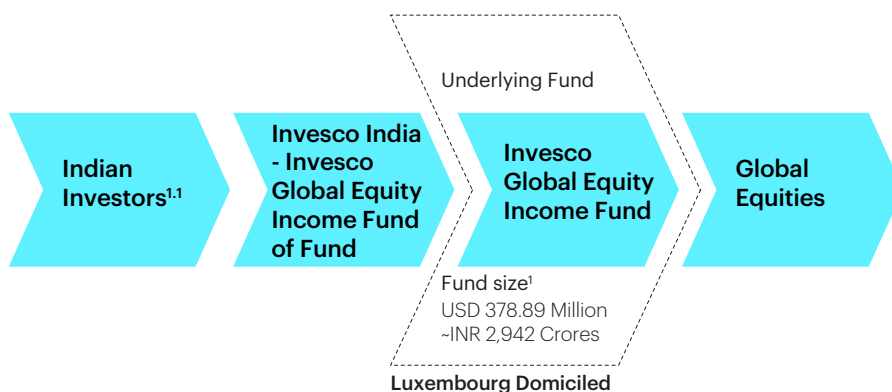 Underlying Fund
Indian
Investors1.1
Invesco India
- Invesco
Global Equity
Income Fund
of Fund
Invesco
Global Equity
Income Fund
Global
Equities
Fund size1
USD 378.89 Million
~INR 2,942 Crores
Luxembourg Domiciled